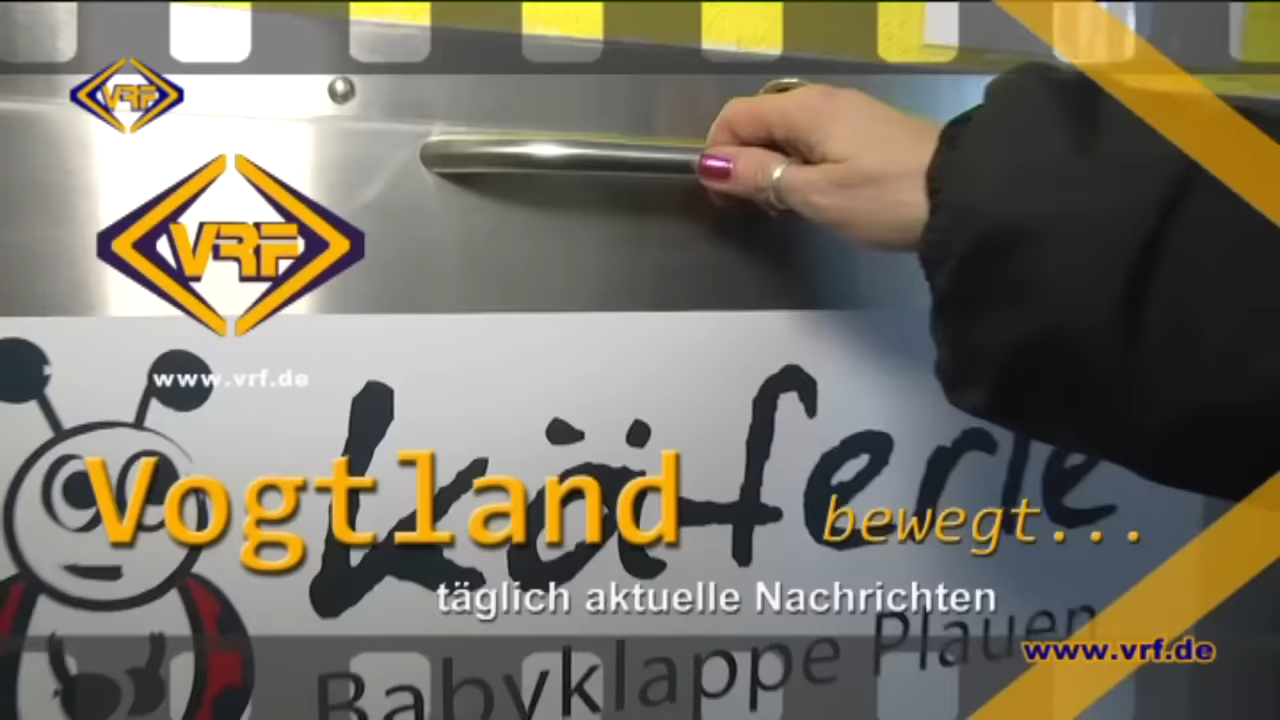 VRF
VRF
www.vrf.de
käferle
Vogtland bewegt...
täglich aktuelle Nachrichten
Babyklappe Plauen
www.vrf.de